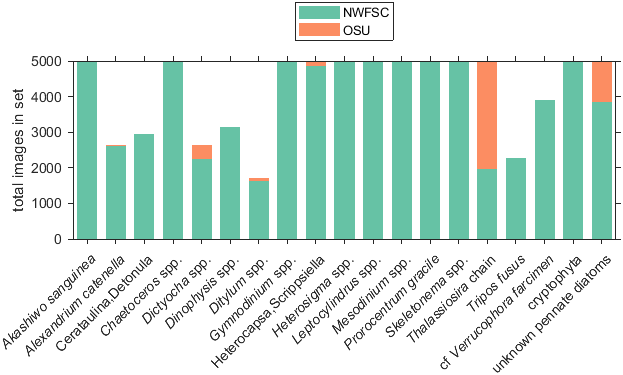 NWFSC
OSU
total images in set
5000
4000
3000
2000
1000
0
Akashiwo sanguinea
Alexandrium catenella
Cerataulina,Detonula
Chaetoceros spp.
Dictyocha spp.
Dinophysis spp.
Ditylum spp.
Gymnodinium spp.
Heterocapsa,Scrippsiella
Heterosigma spp.
Leptocylindrus spp.
Mesodinium spp.
Prorocentrum gracile
Skeletonema spp.
Thalassiosira chain
Tripos fusus
cf Verrucophora farcimen
cryptophyta
unknown pennate diatoms